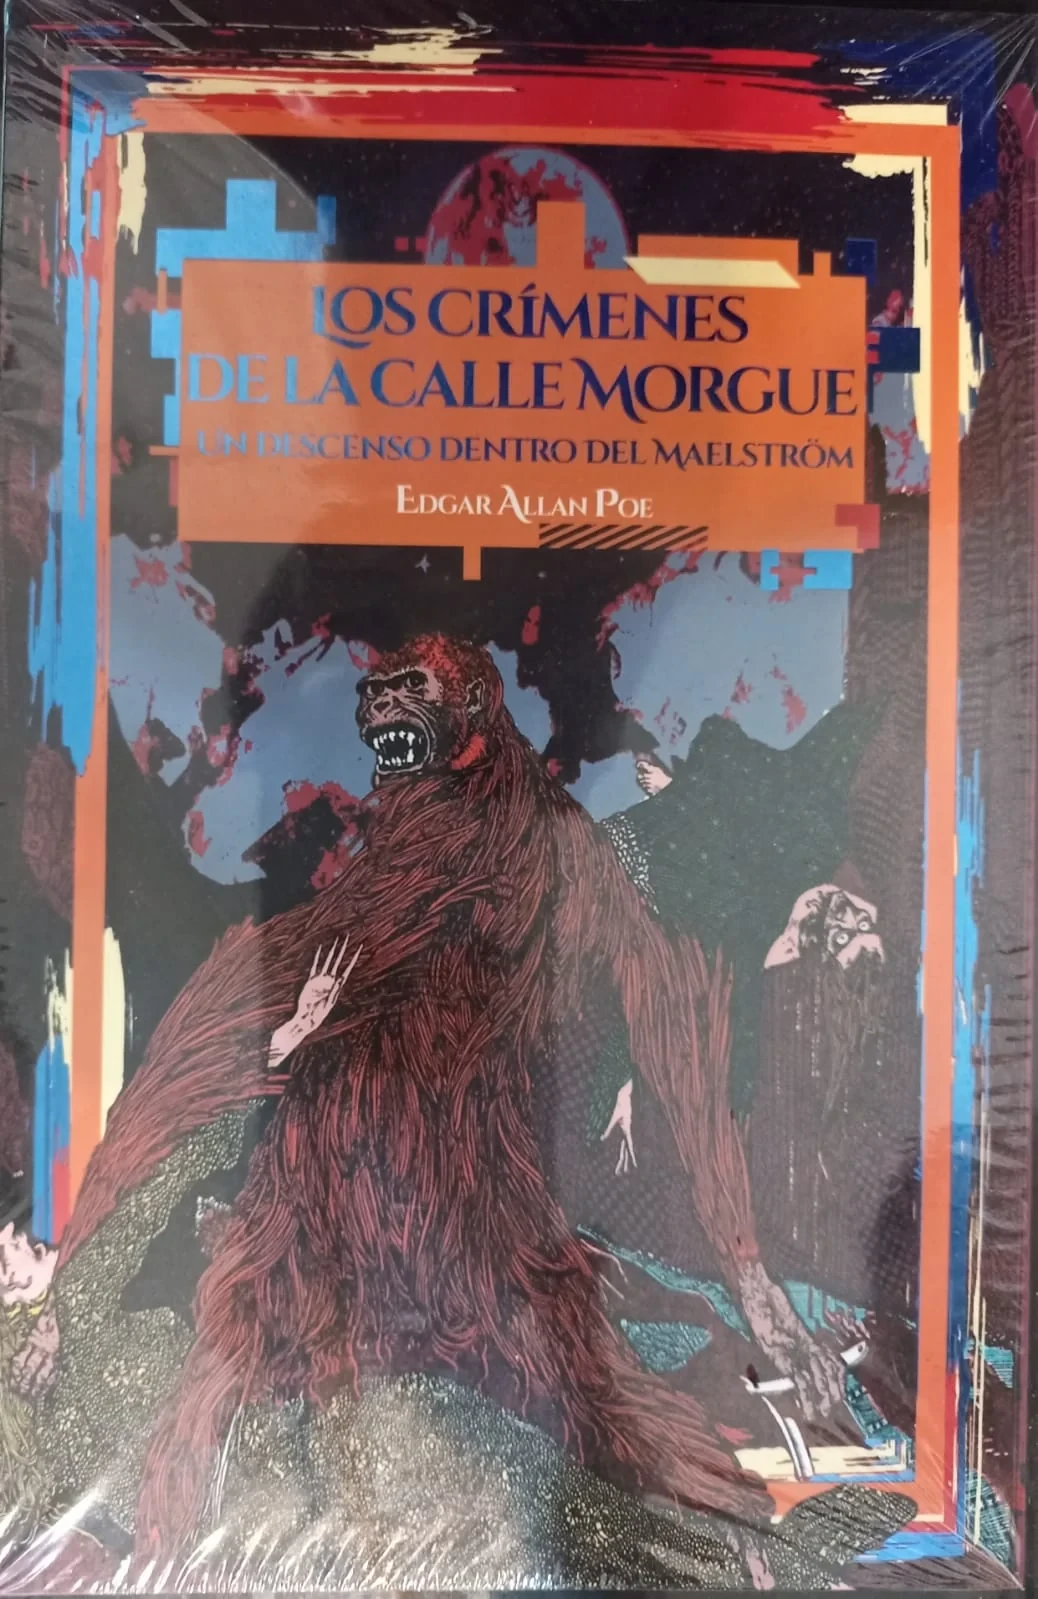 Los crímenes
de la calle Morgue
Un descenso dentro del Maelström
Edgar Allan Poe